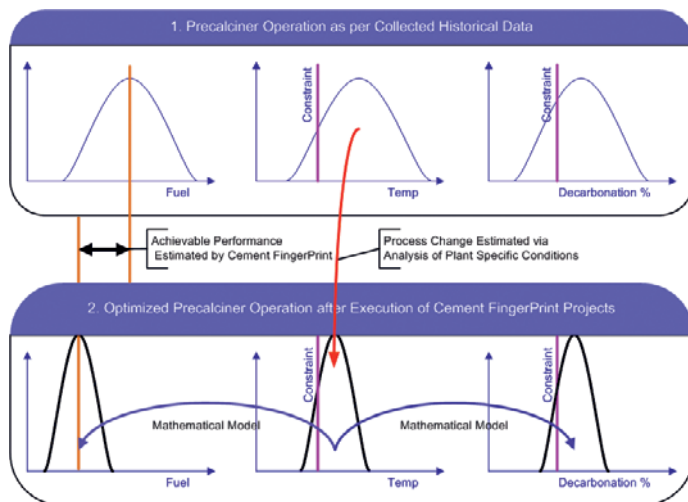 1. Precalciner Operation as per Collected Historical Data
Constraint
Constraint
Fuel
Temp
Decarbonation %
Achievable Performance
Estimated by Cement FingerPrint
Process Change Estimated via
Analysis of Plant Specific Conditions
2. Optimized Precalciner Operation after Execution of Cement FingerPrint Projects
Constraint
Constraint
Mathematical Model
Mathematical Model
Fuel
Temp
Decarbonation %